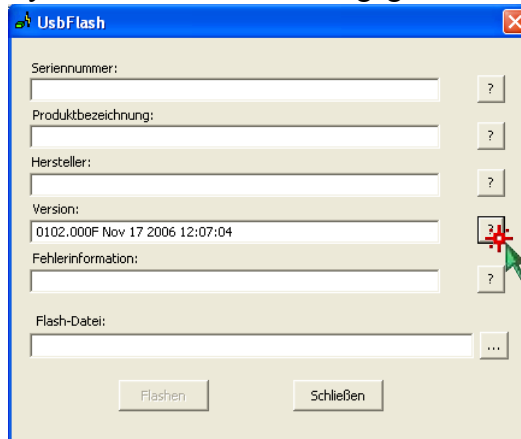 UsbFlash
Seriennummer:
?
Produktbezeichnung:
?
Hersteller:
?
Version:
0102.000F Nov 17 2006 12:07:04
?
Fehlerinformation:
?
Flash-Datei:
...
Flashen Schließen